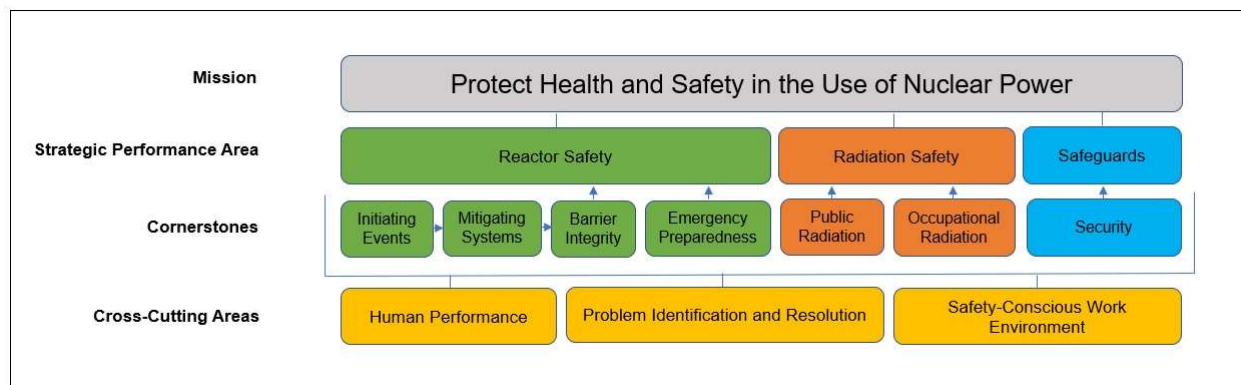 Mission
Protect Health and Safety in the Use of Nuclear Power
Strategic Performance Area
Reactor Safety
Radiation Safety
Safeguards
Cornerstones
Initiating
Events
Mitigating
Systems
Barrier
Integrity
Emergency
Preparedness
Public
Radiation
Occupational
Radiation
Security
Cross-Cutting Areas
Human Performance
Problem Identification and Resolution
Safety-Conscious Work
Environment